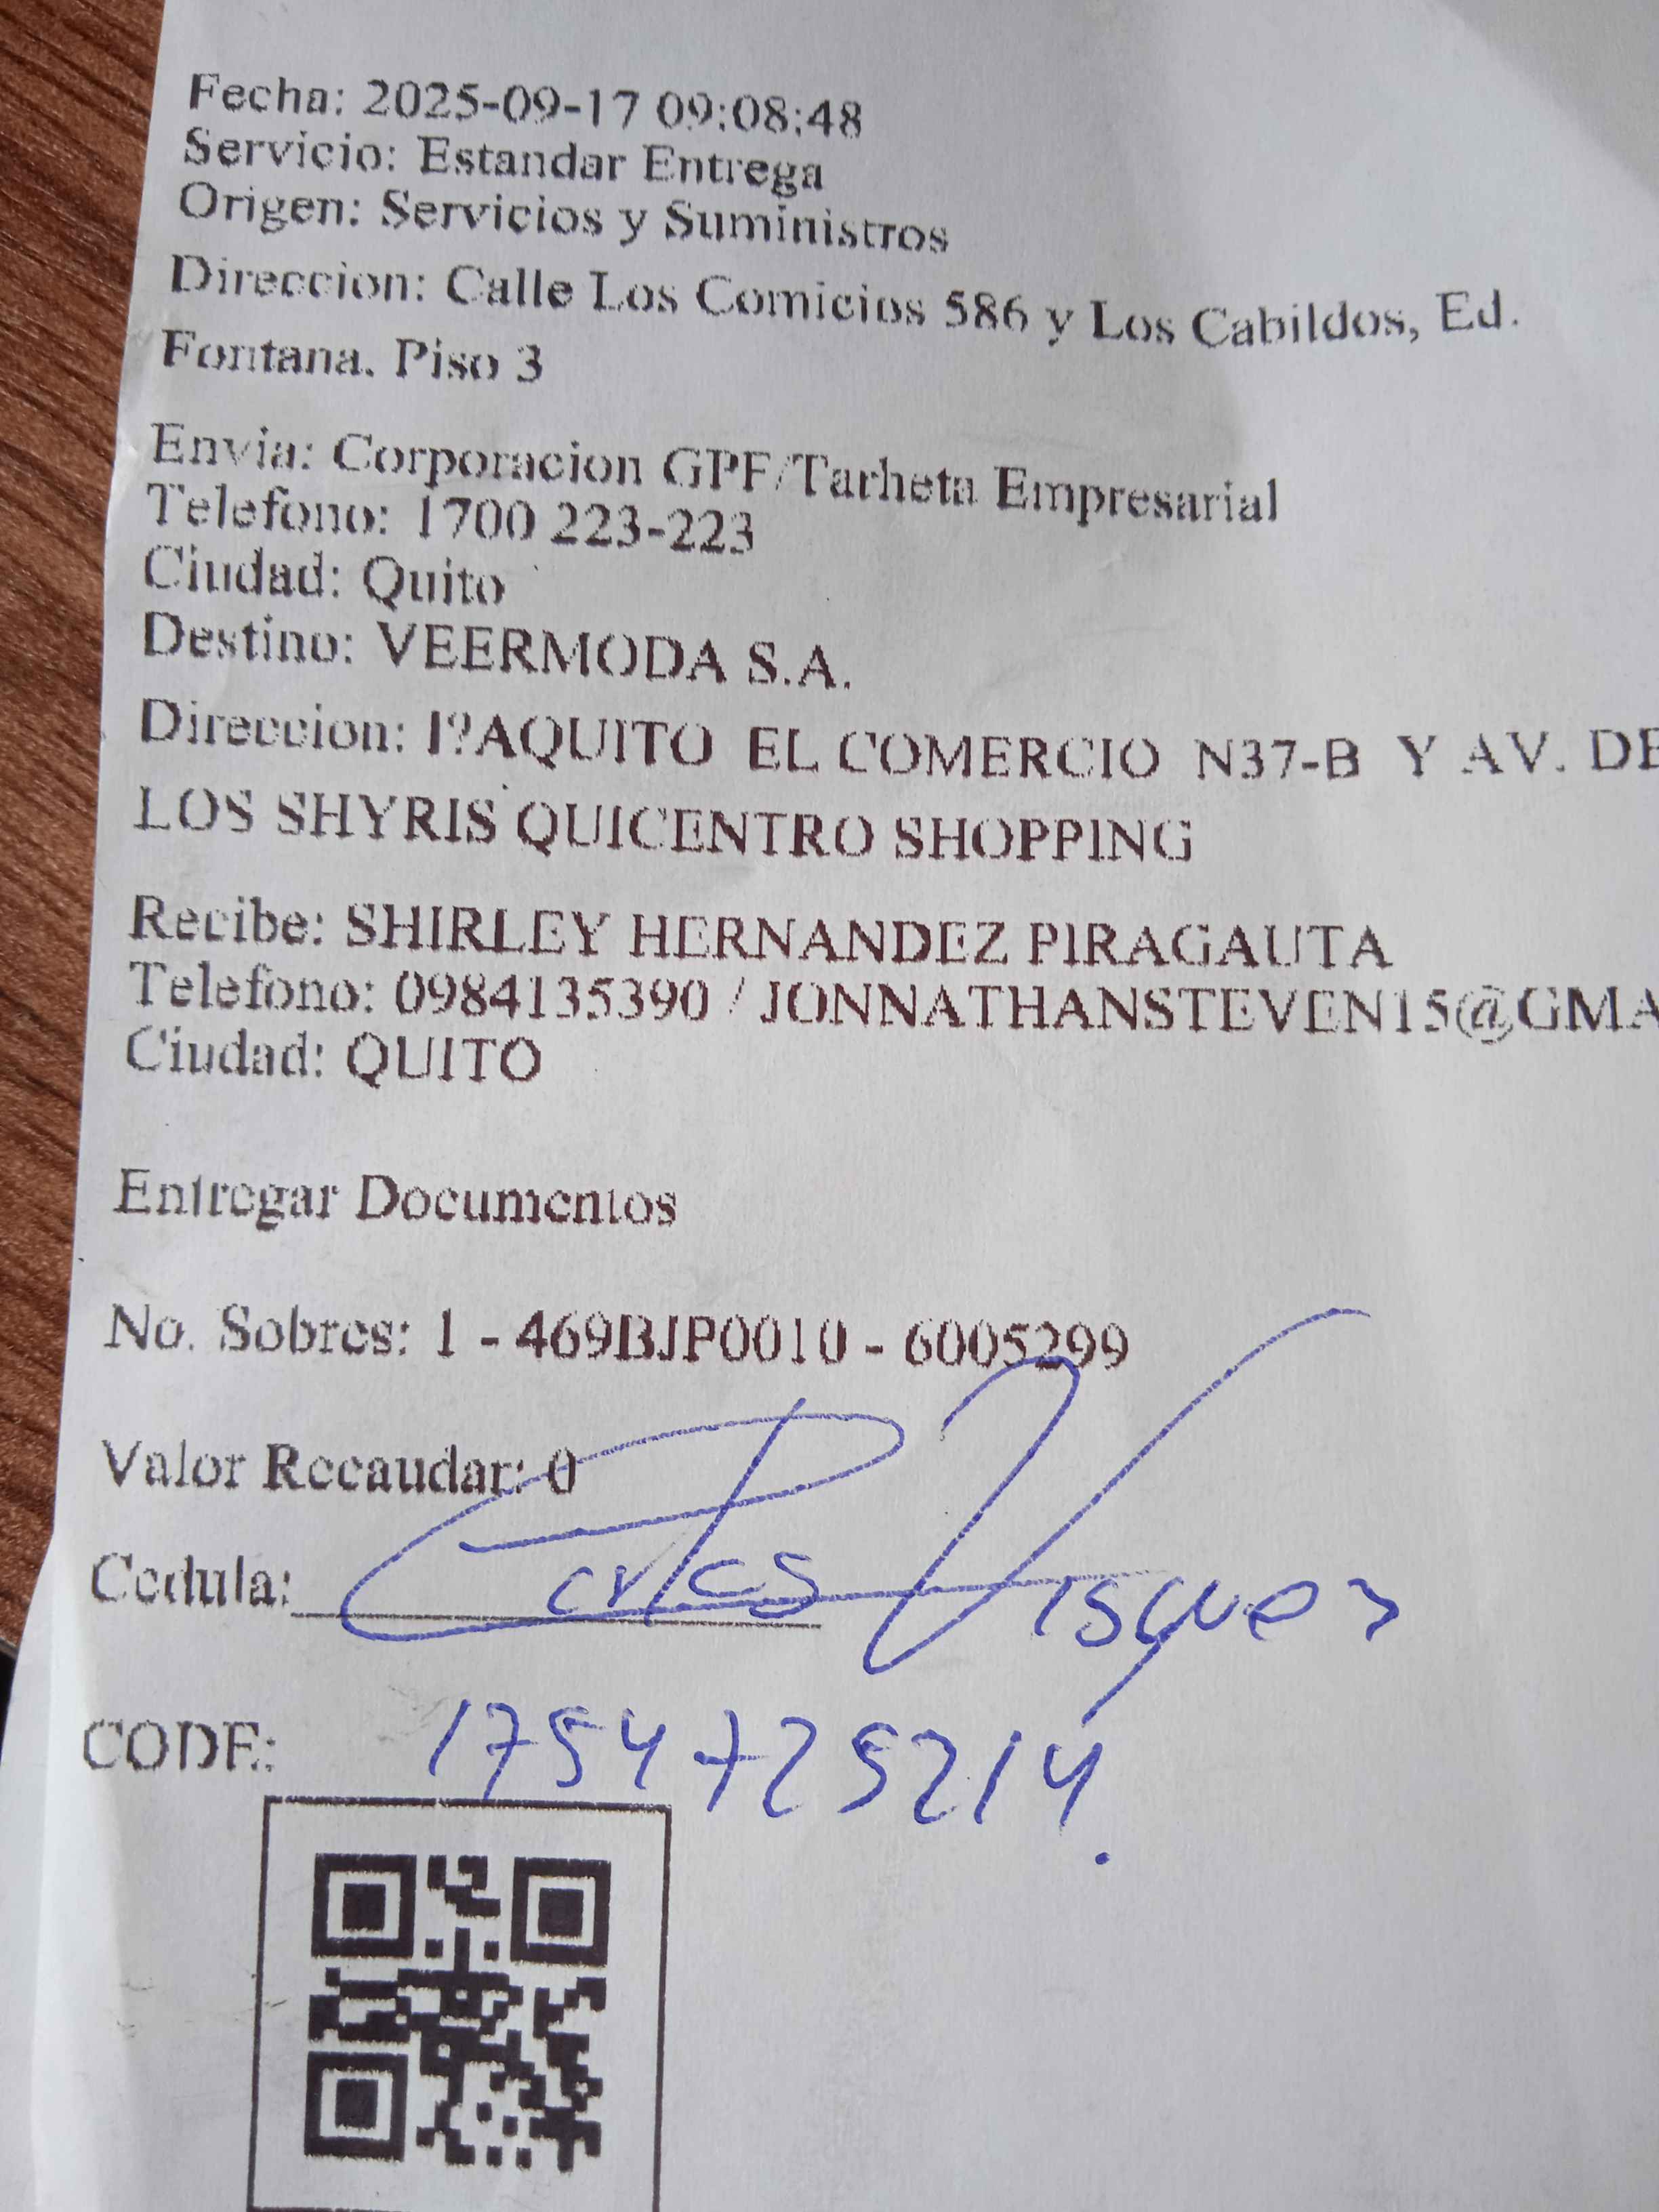 Fecha: 2025-09-17 09:08:48
Servicio: Estandar Entrega
Origen: Servicios y Suministros
Direccion: Calle Los Comicios 586 y Los Cabildos, Ed.
Fontana. Piso 3
Envia: Corporacion GPF/Tarheta Empresarial
Telefono: 1700 223-223
Ciudad: Quito
Destino: VEERMODA S.A.
Direccion: I?AQUITO EL COMERCIO N37-B Y AV. DE
LOS SHYRIS QUICENTRO SHOPPING
Recibe: SHIRLEY HERNANDEZ PIRAGAUTA
Telefono: 0984135390 / JONNATHANSTEVEN15@GMA
Ciudad: QUITO
Entregar Documentos
No. Sobres: 1 - 469BJP0010 - 6005299
Valor Recaudar: 0
Cedula: Carlos
CODE: 1754725214.